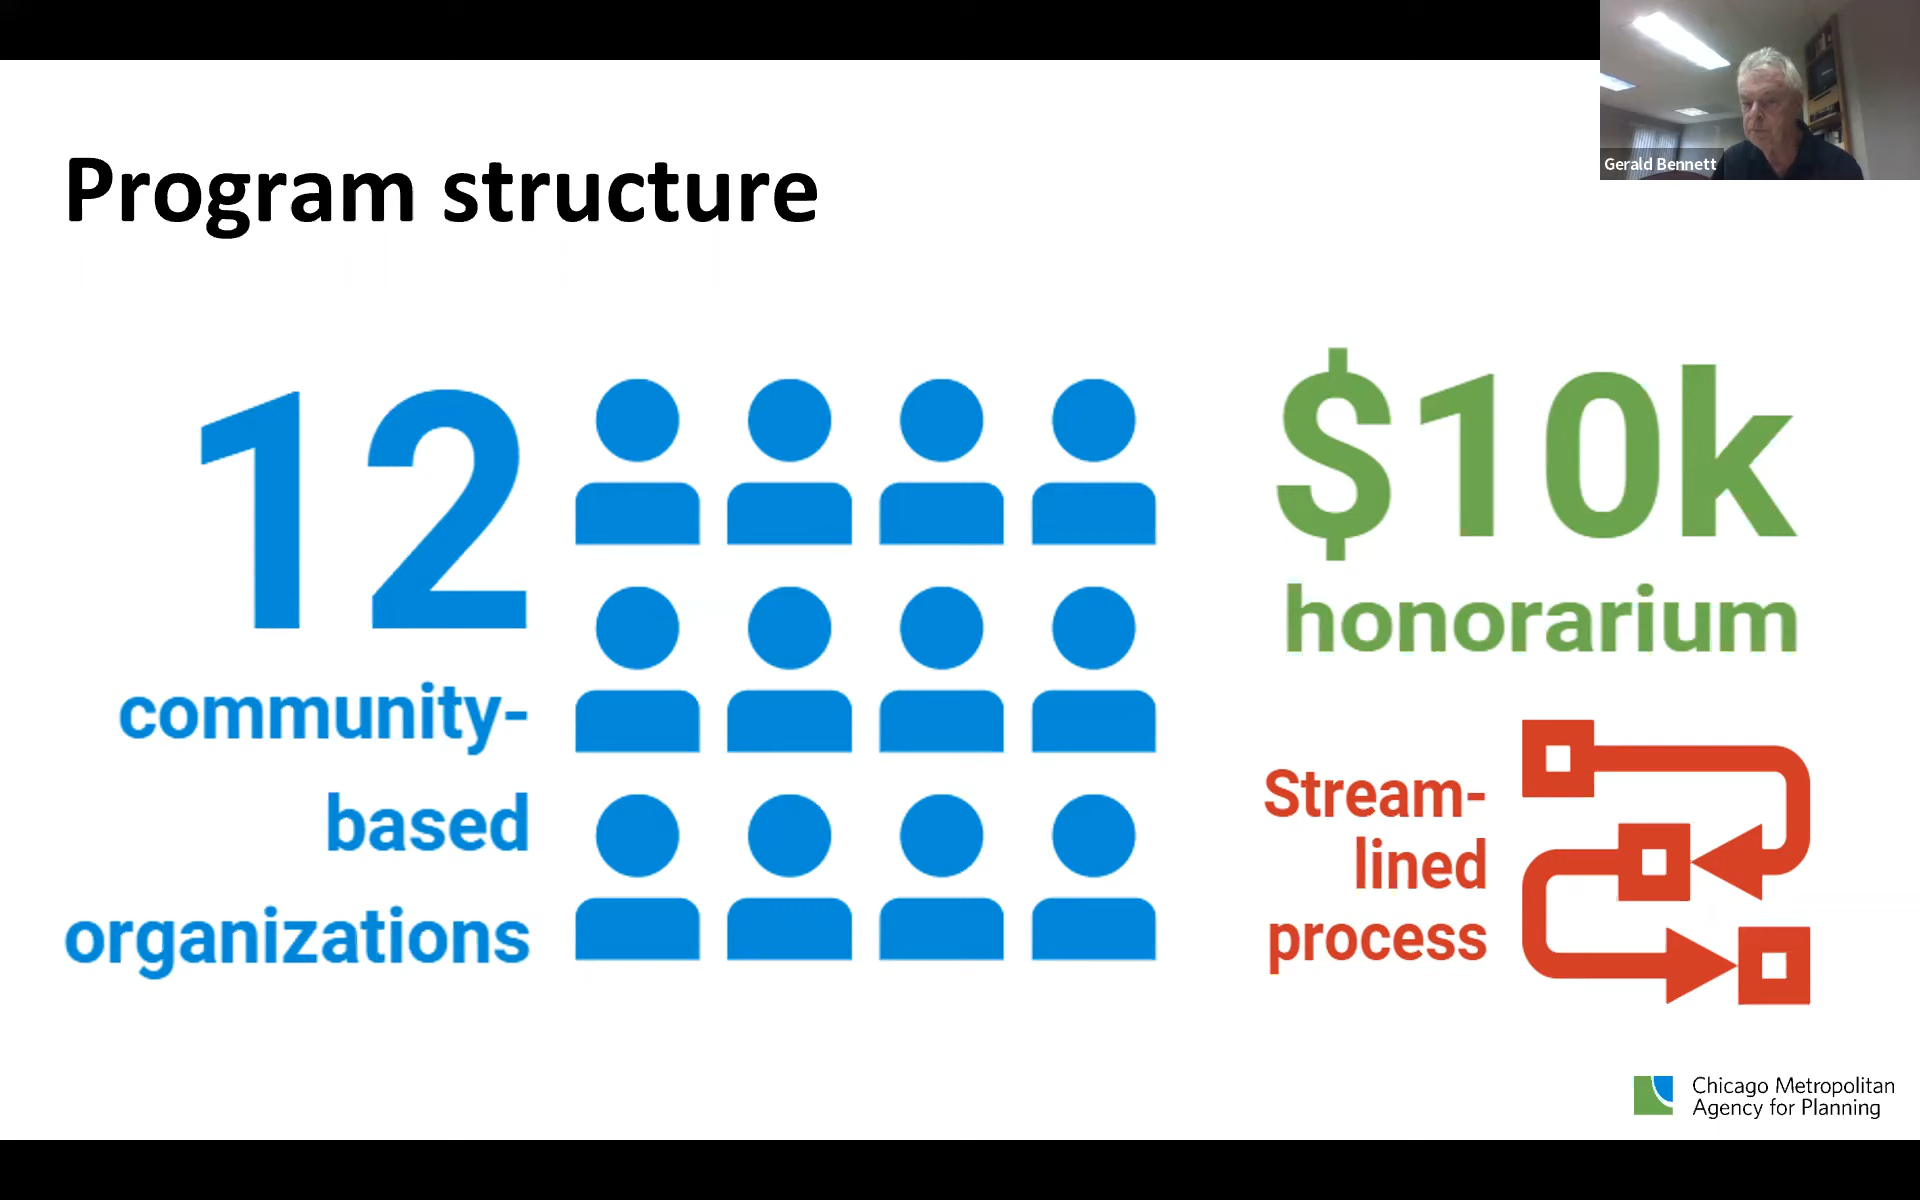 Gerald Bennett
Program structure
12
community-
based
organizations
$10k
honorarium
Stream-
lined
process
Chicago Metropolitan
Agency for Planning